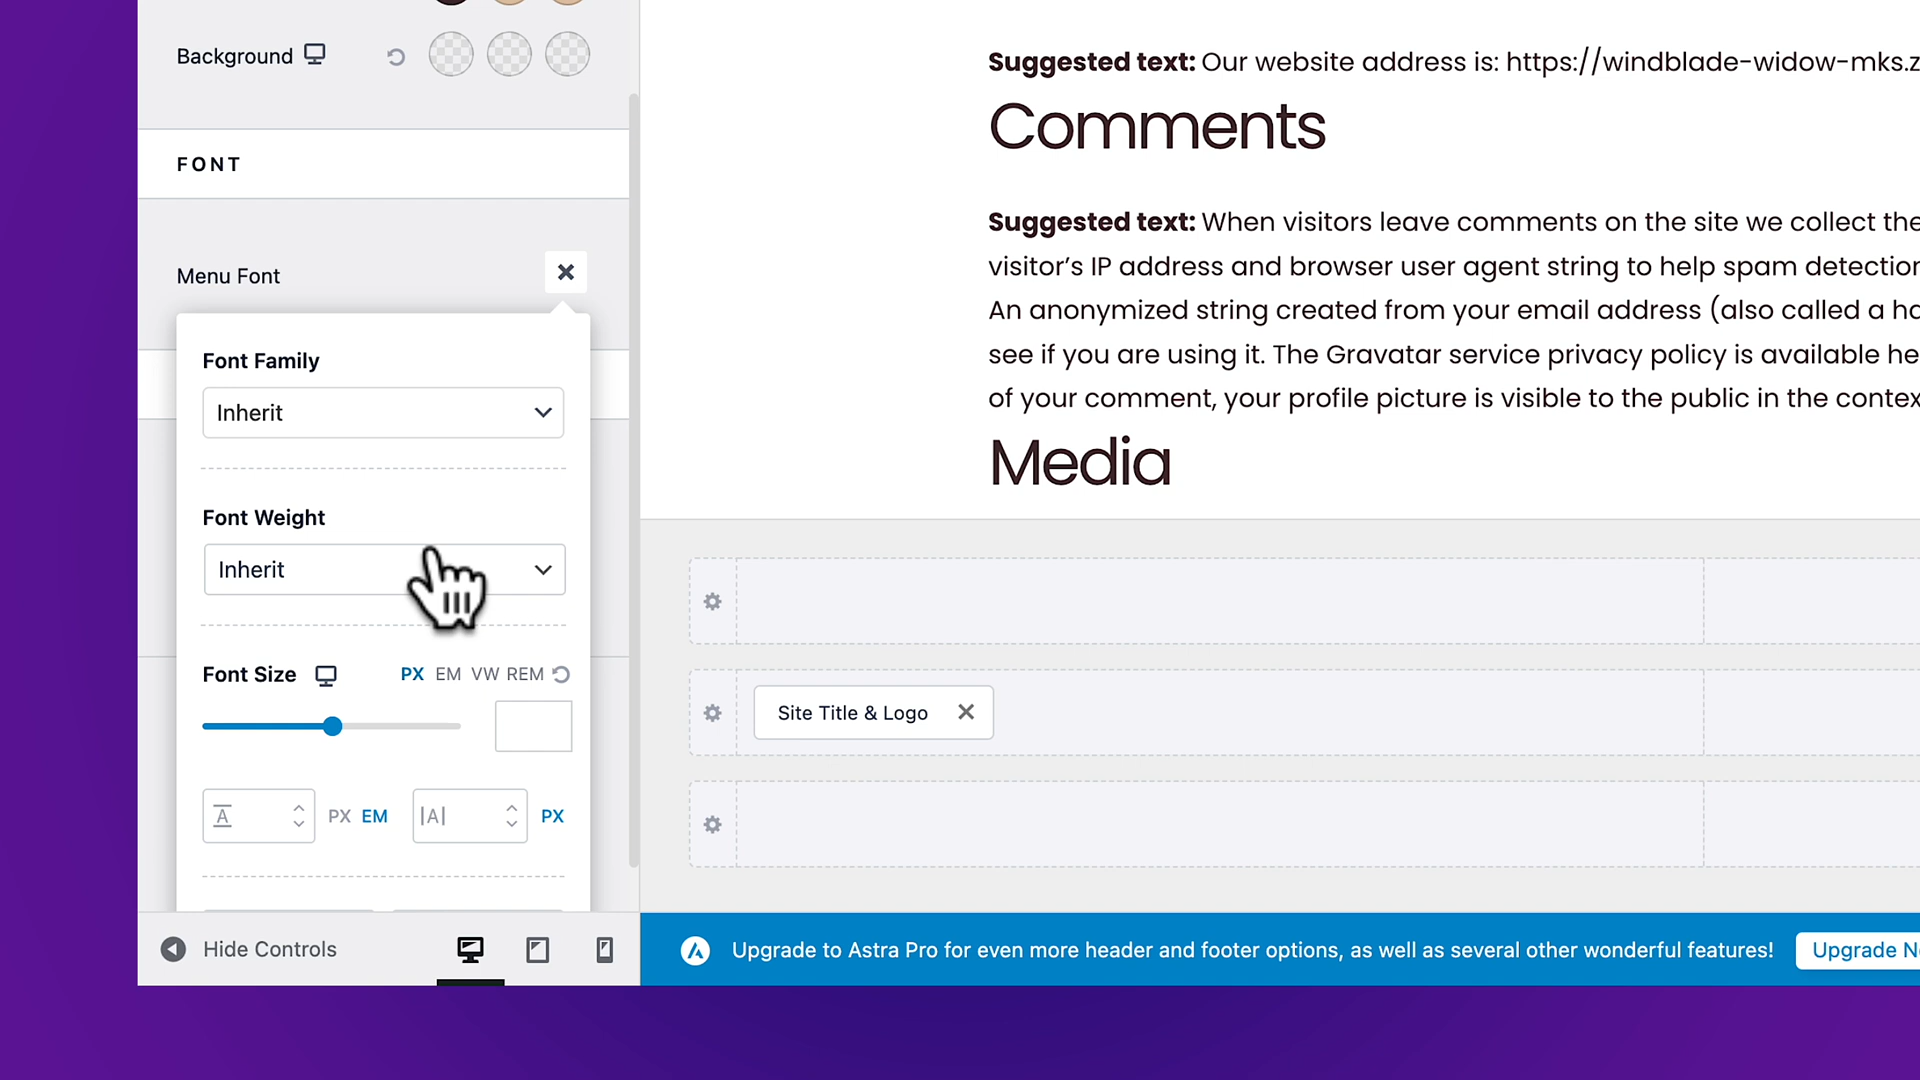 Background
FONT
Menu Font
Font Family
Inherit
Font Weight
Inherit
Font Size PX EM VW REM
A PX EM |A| PX
Hide Controls
Suggested text: Our website address is: https://windblade-widow-mks.z
Comments
Suggested text: When visitors leave comments on the site we collect the
visitor’s IP address and browser user agent string to help spam detection
An anonymized string created from your email address (also called a ha
see if you are using it. The Gravatar service privacy policy is available he
of your comment, your profile picture is visible to the public in the contex
Media
Site Title & Logo
Upgrade to Astra Pro for even more header and footer options, as well as several other wonderful features! Upgrade N